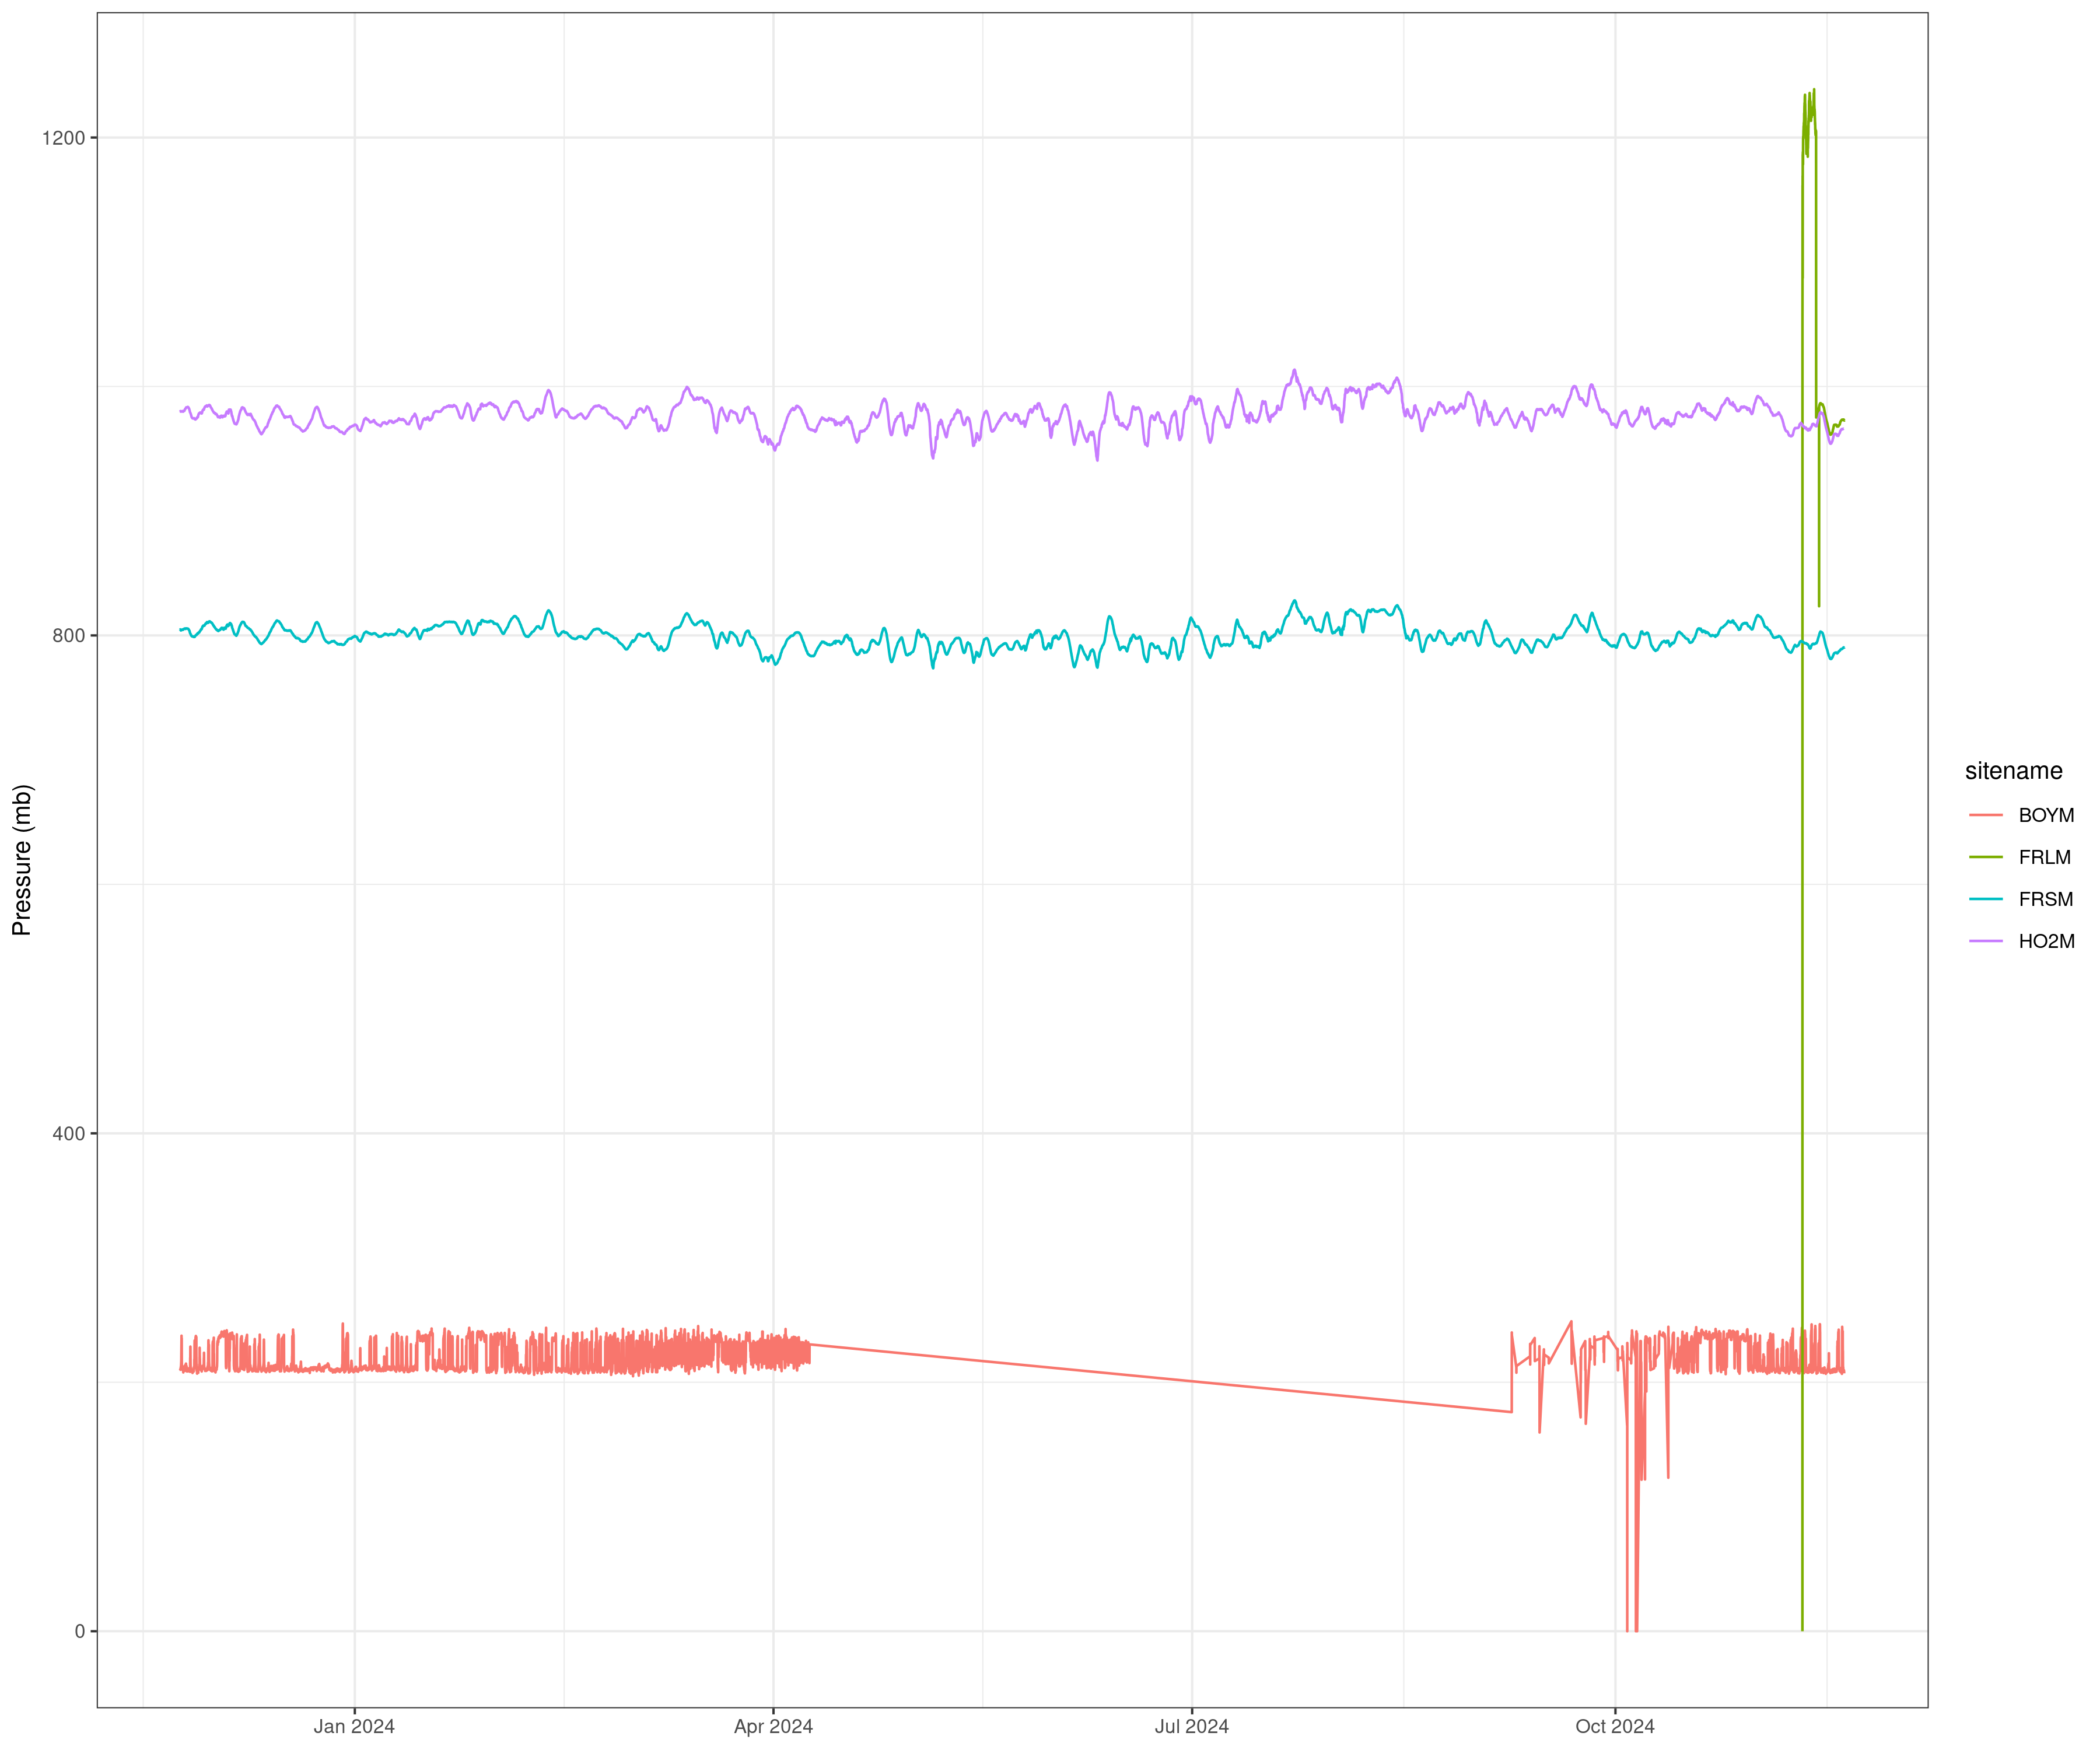 1200
800
400
0
Pressure (mb)
Jan 2024
Apr 2024
Jul 2024
Oct 2024
sitename
BOYM
FRLM
FRSM
HO2M